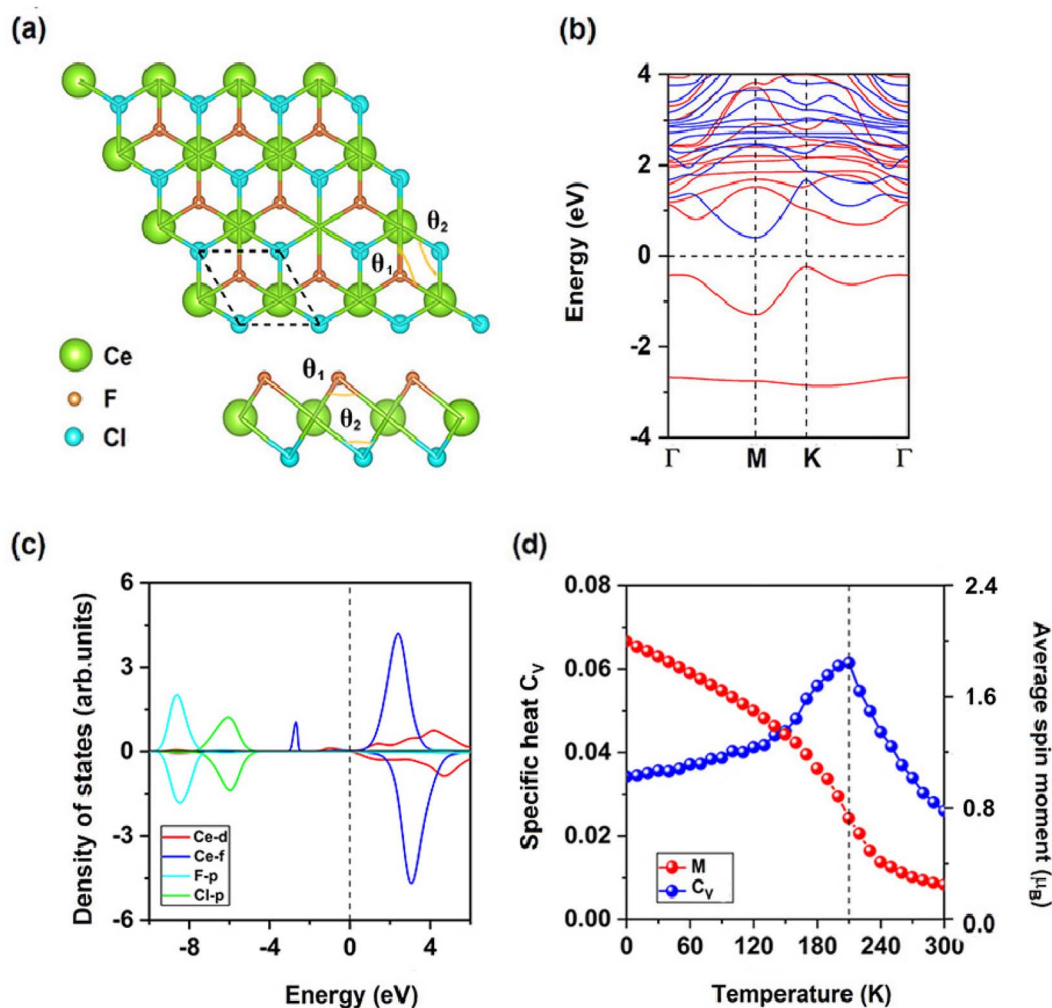 (a)
θ2
θ1
Ce
F
Cl
θ1
θ2
(b)
Energy (eV)
4
2
0
-2
-4
Γ M K Γ
(c)
Density of states (arb.units)
6
3
0
-3
-6
Ce-d
Ce-f
F-p
Cl-p
-8 -4 0 4
Energy (eV)
(d)
Specific heat CV
0.08
0.06
0.04
0.02
0.00
M
CV
2.4
1.6
0.8
0.0
Average spin moment (μB)
0 60 120 180 240 300
Temperature (K)